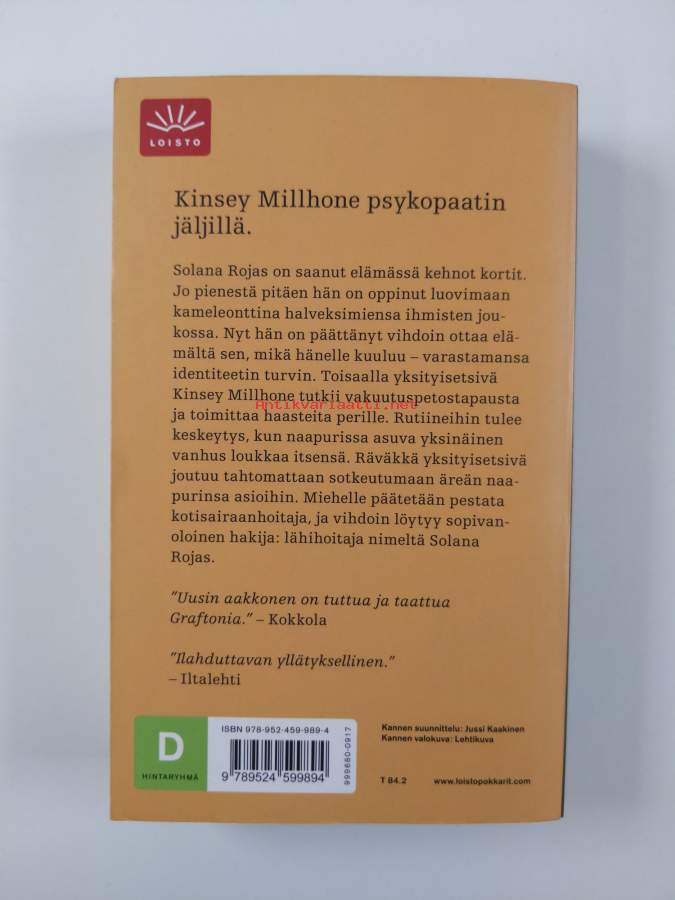 LOISTO
Kinsey Millhone psykopaatin
jäljillä.
Solana Rojas on saanut elämässä kehnot kortit.
Jo pienestä pitäen hän on oppinut luovimaan
kameleonttina halveksimiensa ihmisten jou-
kossa. Nyt hän on päättänyt vihdoin ottaa elä-
mältä sen, mikä hänelle kuuluu – varastamansa
identiteetin turvin. Toisaalla yksityisetsivä
Kinsey Millhone tutkii vakuutuspetostapausta
Antikvariaatti.net
ja toimittaa haasteita perille. Rutiineihin tulee
keskeytys, kun naapurissa asuva yksinäinen
vanhus loukkaa itsensä. Räväkkä yksityisetsivä
joutuu tahtomattaan sotkeutumaan äreän naa-
purinsa asioihin. Miehelle päätetään pestata
kotisairaanhoitaja, ja vihdoin löytyy sopivan-
oloinen hakija: lähihoitaja nimeltä Solana
Rojas.
”Uusin aakkonen on tuttua ja taattua
Graftonia.” – Kokkola
”Ilahduttavan yllätyksellinen.”
– Iltalehti
D
HINTARYHMÄ
ISBN 978-952-459-989-4
9 789524 599894
999680-0917
Kannen suunnittelu: Jussi Kaakinen
Kannen valokuva: Lehtikuva
T 84.2 www.loistopokkarit.com